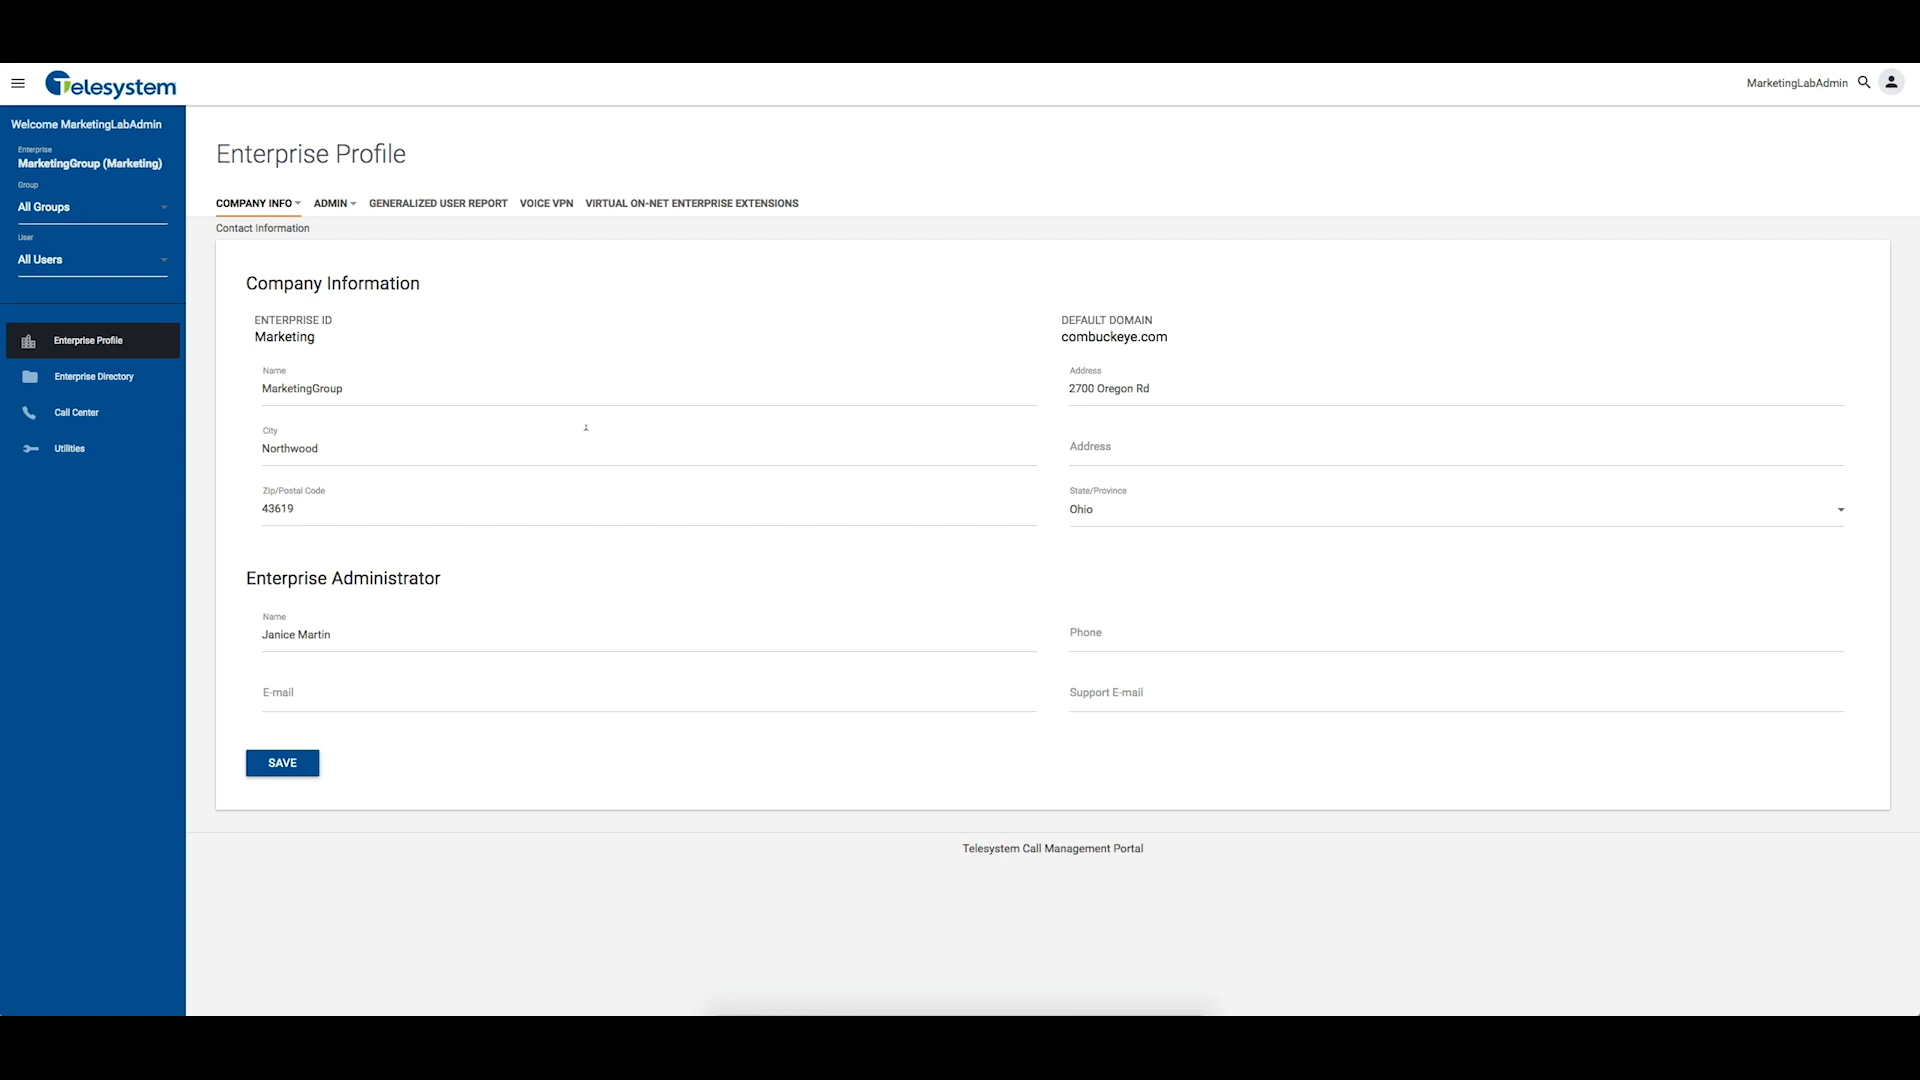 Telesystem
MarketingLabAdmin
Welcome MarketingLabAdmin
Enterprise
MarketingGroup (Marketing)
Group
All Groups
User
All Users
Enterprise Profile
Enterprise Directory
Call Center
Utilities
Enterprise Profile
COMPANY INFO ADMIN GENERALIZED USER REPORT VOICE VPN VIRTUAL ON-NET ENTERPRISE EXTENSIONS
Contact Information
Company Information
ENTERPRISE ID
Marketing
DEFAULT DOMAIN
combuckeye.com
Name
MarketingGroup
Address
2700 Oregon Rd
City
Northwood
Address
Zip/Postal Code
43619
State/Province
Ohio
Enterprise Administrator
Name
Janice Martin
Phone
E-mail
Support E-mail
SAVE
Telesystem Call Management Portal